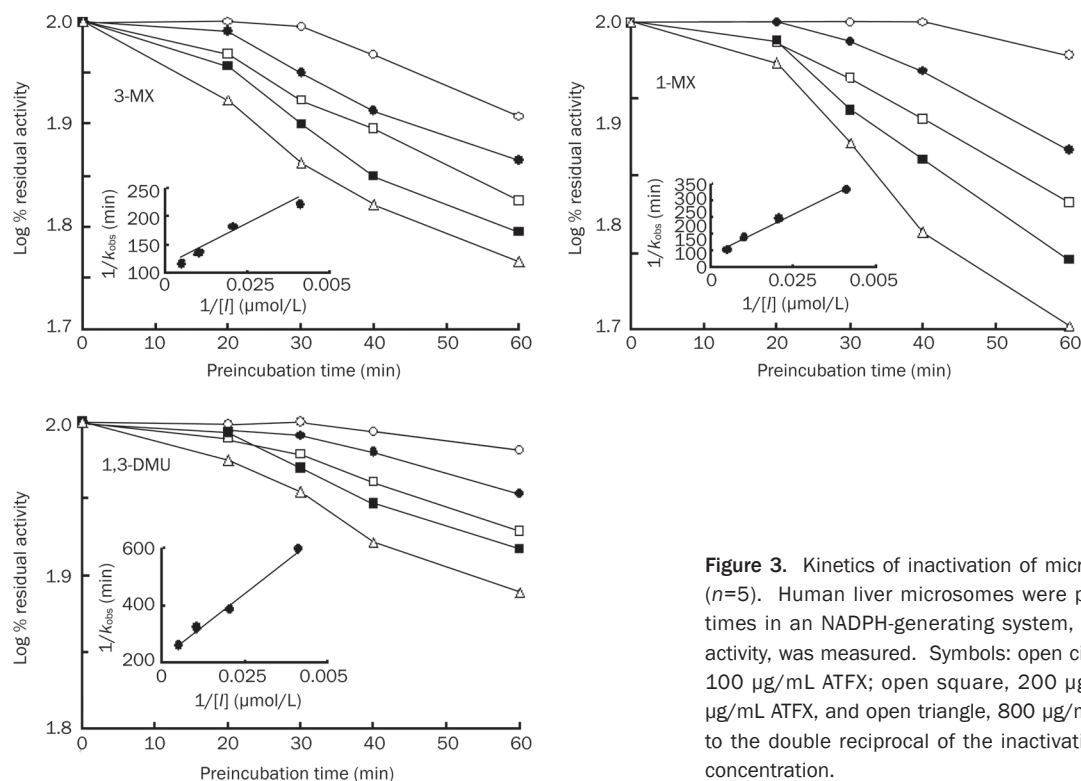 2.0
1.9
1.8
1.7
Log % residual activity
3-MX
250
200
150
100
1/kobs (min)
0
0.025
0.005
1/[I] (µmol/L)
0
10
20
30
40
50
60
Preincubation time (min)
2.0
1.9
1.8
1.7
Log % residual activity
1-MX
350
300
250
200
150
100
50
0
1/kobs (min)
0.025
0.005
1/[I] (µmol/L)
0
10
20
30
40
50
60
Preincubation time (min)
2.0
1.9
1.8
Log % residual activity
1,3-DMU
600
400
200
1/kobs (min)
0
0.025
0.005
1/[I] (µmol/L)
0
10
20
30
40
50
60
Preincubation time (min)
Figure 3. Kinetics of inactivation of micr
(n=5). Human liver microsomes were p
times in an NADPH-generating system,
activity, was measured. Symbols: open ci
100 µg/mL ATFX; open square, 200 µg
µg/mL ATFX, and open triangle, 800 µg/m
to the double reciprocal of the inactivati
concentration.